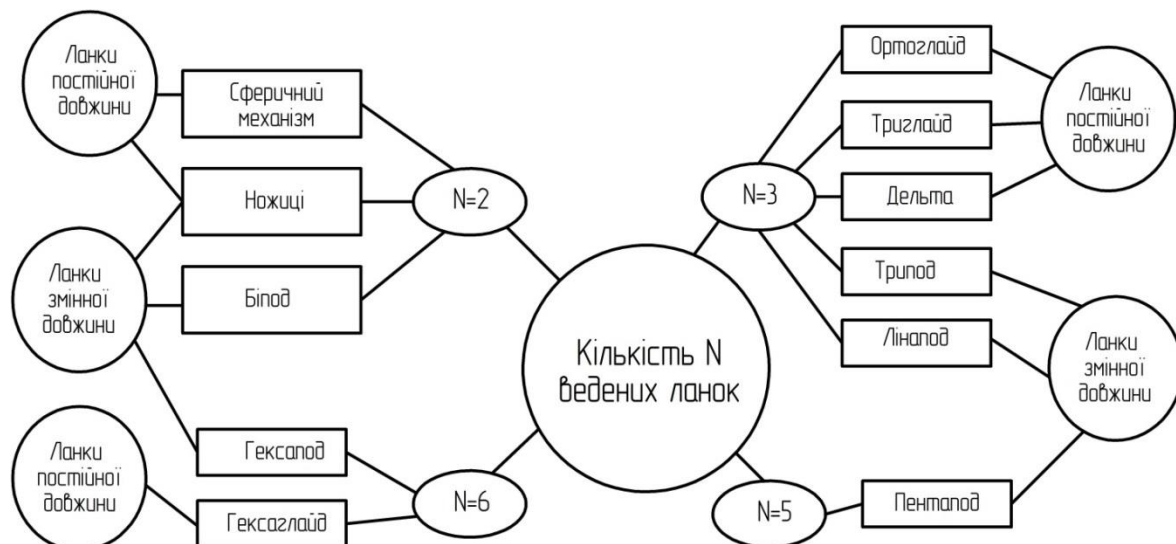 Ланки
постійної
довжини
Сферичний
механізм
Ножиці
N=2
Ланки
змінної
довжини
Біпод
Ланки
постійної
довжини
Гексапод
Гексаглайд
N=6
Кількість N
ведених ланок
Ортоглайд
Триглайд
Дельта
N=3
Ланки
постійної
довжини
Трипод
Лінапод
Ланки
змінної
довжини
N=5
Пентапод